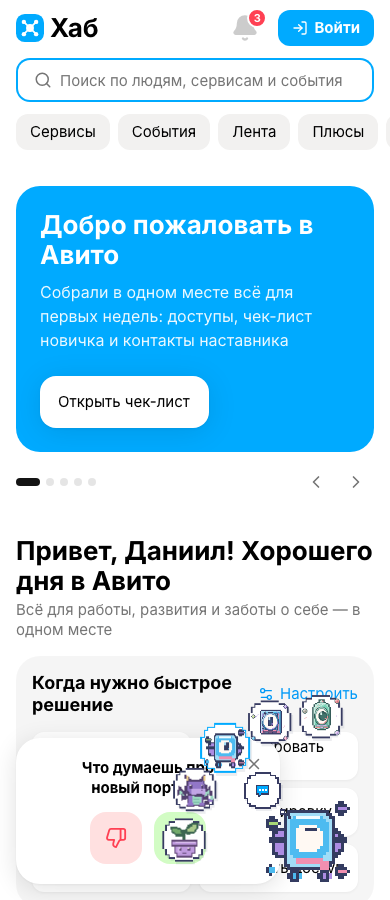 Хаб
3
Войти
Поиск по людям, сервисам и события
Сервисы
События
Лента
Плюсы
Добро пожаловать в
Авито
Собрали в одном месте всё для
первых недель: доступы, чек-лист
новичка и контакты наставника
Открыть чек-лист
Привет, Даниил! Хорошего
дня в Авито
Всё для работы, развития и заботы о себе — в
одном месте
Когда нужно быстрое
решение
Настроить
Что думаешь про
новый